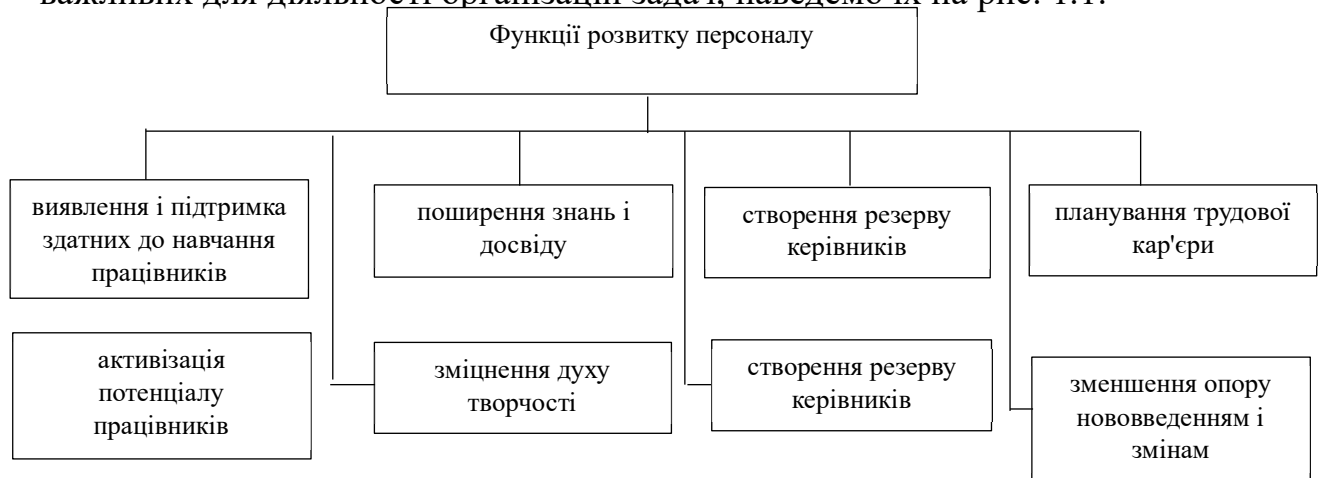 важливих для діяльності організацій задач, наведемо їх на рис. 1.1.
Функції розвитку персоналу
виявлення і підтримка
здатних до навчання
працівників
поширення знань і
досвіду
створення резерву
керівників
планування трудової
кар'єри
активізація
потенціалу
працівників
зміцнення духу
творчості
створення резерву
керівників
зменшення опору
нововведенням і
змінам